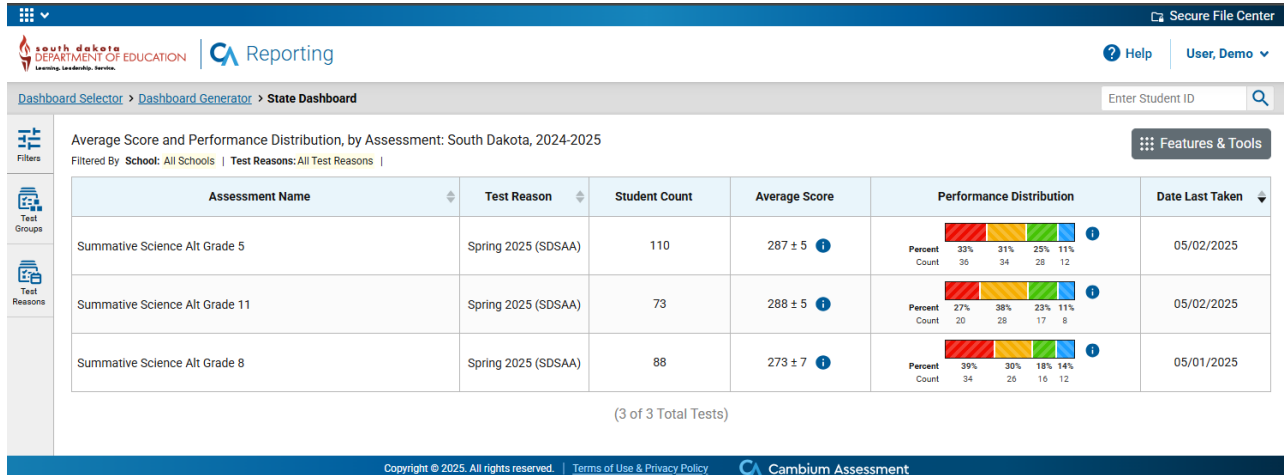 Secure File Center
south dakota
DEPARTMENT OF EDUCATION
Learning. Leadership. Service.
CA Reporting
Help
User, Demo
Dashboard Selector > Dashboard Generator > State Dashboard
Enter Student ID
Filters
Test Groups
Test Reasons
Average Score and Performance Distribution, by Assessment: South Dakota, 2024-2025
Features & Tools
Filtered By School: All Schools | Test Reasons: All Test Reasons |
Assessment Name Test Reason Student Count Average Score Performance Distribution Date Last Taken
Summative Science Alt Grade 5 Spring 2025 (SDSAA) 110 287 ± 5 05/02/2025
Percent 33% 31% 25% 11%
Count 36 34 28 12
Summative Science Alt Grade 11 Spring 2025 (SDSAA) 73 288 ± 5 05/02/2025
Percent 27% 38% 23% 11%
Count 20 28 17 8
Summative Science Alt Grade 8 Spring 2025 (SDSAA) 88 273 ± 7 05/01/2025
Percent 39% 30% 18% 14%
Count 34 26 16 12
(3 of 3 Total Tests)
Copyright © 2025. All rights reserved. | Terms of Use & Privacy Policy CA Cambium Assessment